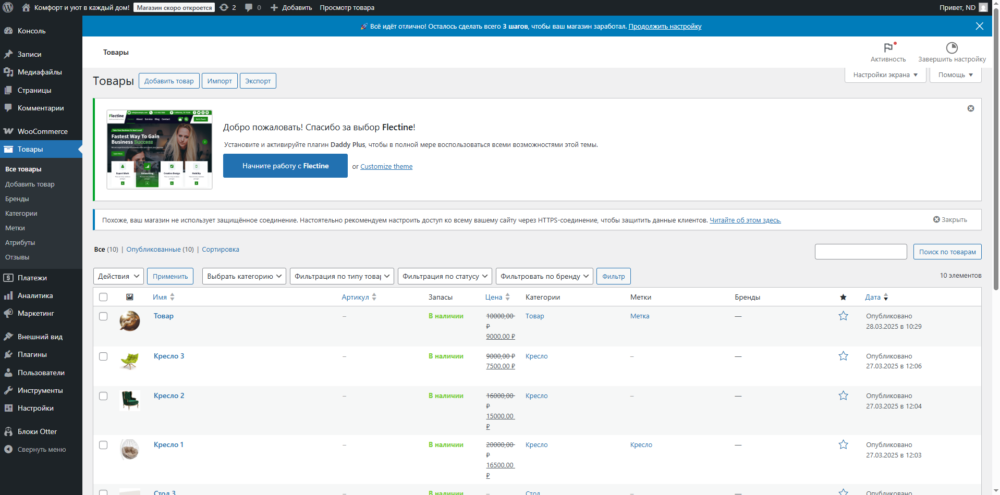 Комфорт и уют в каждый дом! Магазин скоро откроется 2 0 Добавить Просмотр товара Привет, ND
🚀 Всё идёт отлично! Осталось сделать всего 3 шагов, чтобы ваш магазин заработал. Продолжить настройку
Консоль
Записи
Медиафайлы
Страницы
Комментарии
WooCommerce
Товары
Все товары
Добавить товар
Бренды
Категории
Метки
Атрибуты
Отзывы
Платежи
Аналитика
Маркетинг
Внешний вид
Плагины
Пользователи
Инструменты
Настройки
Блоки Otter
Свернуть меню
Товары
Активность
Завершить настройку
Настройки экрана ▼
Помощь ▼
Товары Добавить товар Импорт Экспорт
Flectine
Home About Service Blog Contact
Fastest Way To Gain
Business Success
Expert Work Networking Creative Design Mobility
Добро пожаловать! Спасибо за выбор Flectine!
Установите и активируйте плагин Daddy Plus, чтобы в полной мере воспользоваться всеми возможностями этой темы.
Начните работу с Flectine or Customize theme
Похоже, ваш магазин не использует защищённое соединение. Настоятельно рекомендуем настроить доступ ко всему вашему сайту через HTTPS-соединение, чтобы защитить данные клиентов. Читайте об этом здесь. Закрыть
Все (10) | Опубликованные (10) | Сортировка
Поиск по товарам
Действия Применить Выбрать категорию Фильтрация по типу товар Фильтрация по статусу Фильтровать по бренду Фильтр 10 элементов
Имя Артикул Запасы Цена Категории Метки Бренды ★ Дата
Товар – В наличии 10000,00 Товар Метка — Опубликовано
₽ 28.03.2025 в 10:29
9000,00 ₽
Кресло 3 – В наличии 9000,00 ₽ Кресло – — Опубликовано
7500,00 ₽ 27.03.2025 в 12:06
Кресло 2 – В наличии 16000,00 Кресло – — Опубликовано
₽ 27.03.2025 в 12:04
15000,00
₽
Кресло 1 – В наличии 20000,00 Кресло Кресло — Опубликовано
₽ 27.03.2025 в 12:03
16500,00
₽
Стол 3 – В наличии – Стол – — Опубликовано